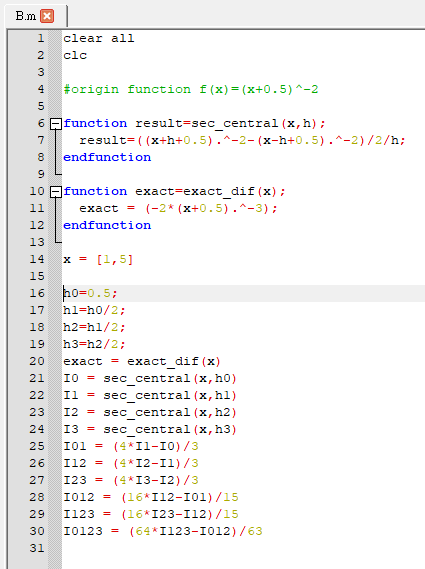 B.m
1 clear all
2 clc
3
4 #origin function f(x)=(x+0.5)^-2
5
6 function result=sec_central(x,h);
7 result=((x+h+0.5).^-2-(x-h+0.5).^-2)/2/h;
8 endfunction
9
10 function exact=exact_dif(x);
11 exact = (-2*(x+0.5).^-3);
12 endfunction
13
14 x = [1,5]
15
16 h0=0.5;
17 h1=h0/2;
18 h2=h1/2;
19 h3=h2/2;
20 exact = exact_dif(x)
21 I0 = sec_central(x,h0)
22 I1 = sec_central(x,h1)
23 I2 = sec_central(x,h2)
24 I3 = sec_central(x,h3)
25 I01 = (4*I1-I0)/3
26 I12 = (4*I2-I1)/3
27 I23 = (4*I3-I2)/3
28 I012 = (16*I12-I01)/15
29 I123 = (16*I23-I12)/15
30 I0123 = (64*I123-I012)/63
31